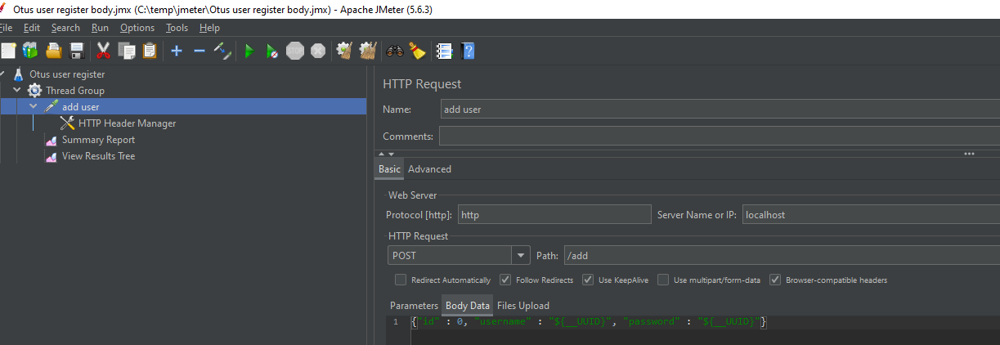 Otus user register body.jmx (C:\temp\jmeter\Otus user register body.jmx) - Apache JMeter (5.6.3)
File Edit Search Run Options Tools Help
STOP
Otus user register
Thread Group
add user
HTTP Header Manager
Summary Report
View Results Tree
HTTP Request
Name: add user
Comments:
Basic Advanced
Web Server
Protocol [http]: http Server Name or IP: localhost
HTTP Request
POST Path: /add
Redirect Automatically Follow Redirects Use KeepAlive Use multipart/form-data Browser-compatible headers
Parameters Body Data Files Upload
1 {"id" : 0, "username" : "${__UUID}", "password" : "${__UUID}"}